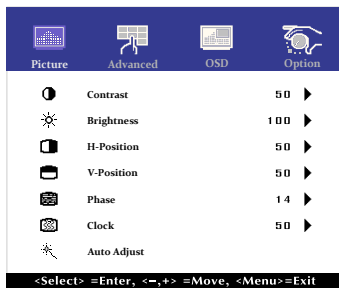 Picture Advanced OSD Option
Contrast 50
Brightness 100
H-Position 50
V-Position 50
Phase 14
Clock 50
Auto Adjust
<Select> =Enter, <−,+> =Move, <Menu>=Exit